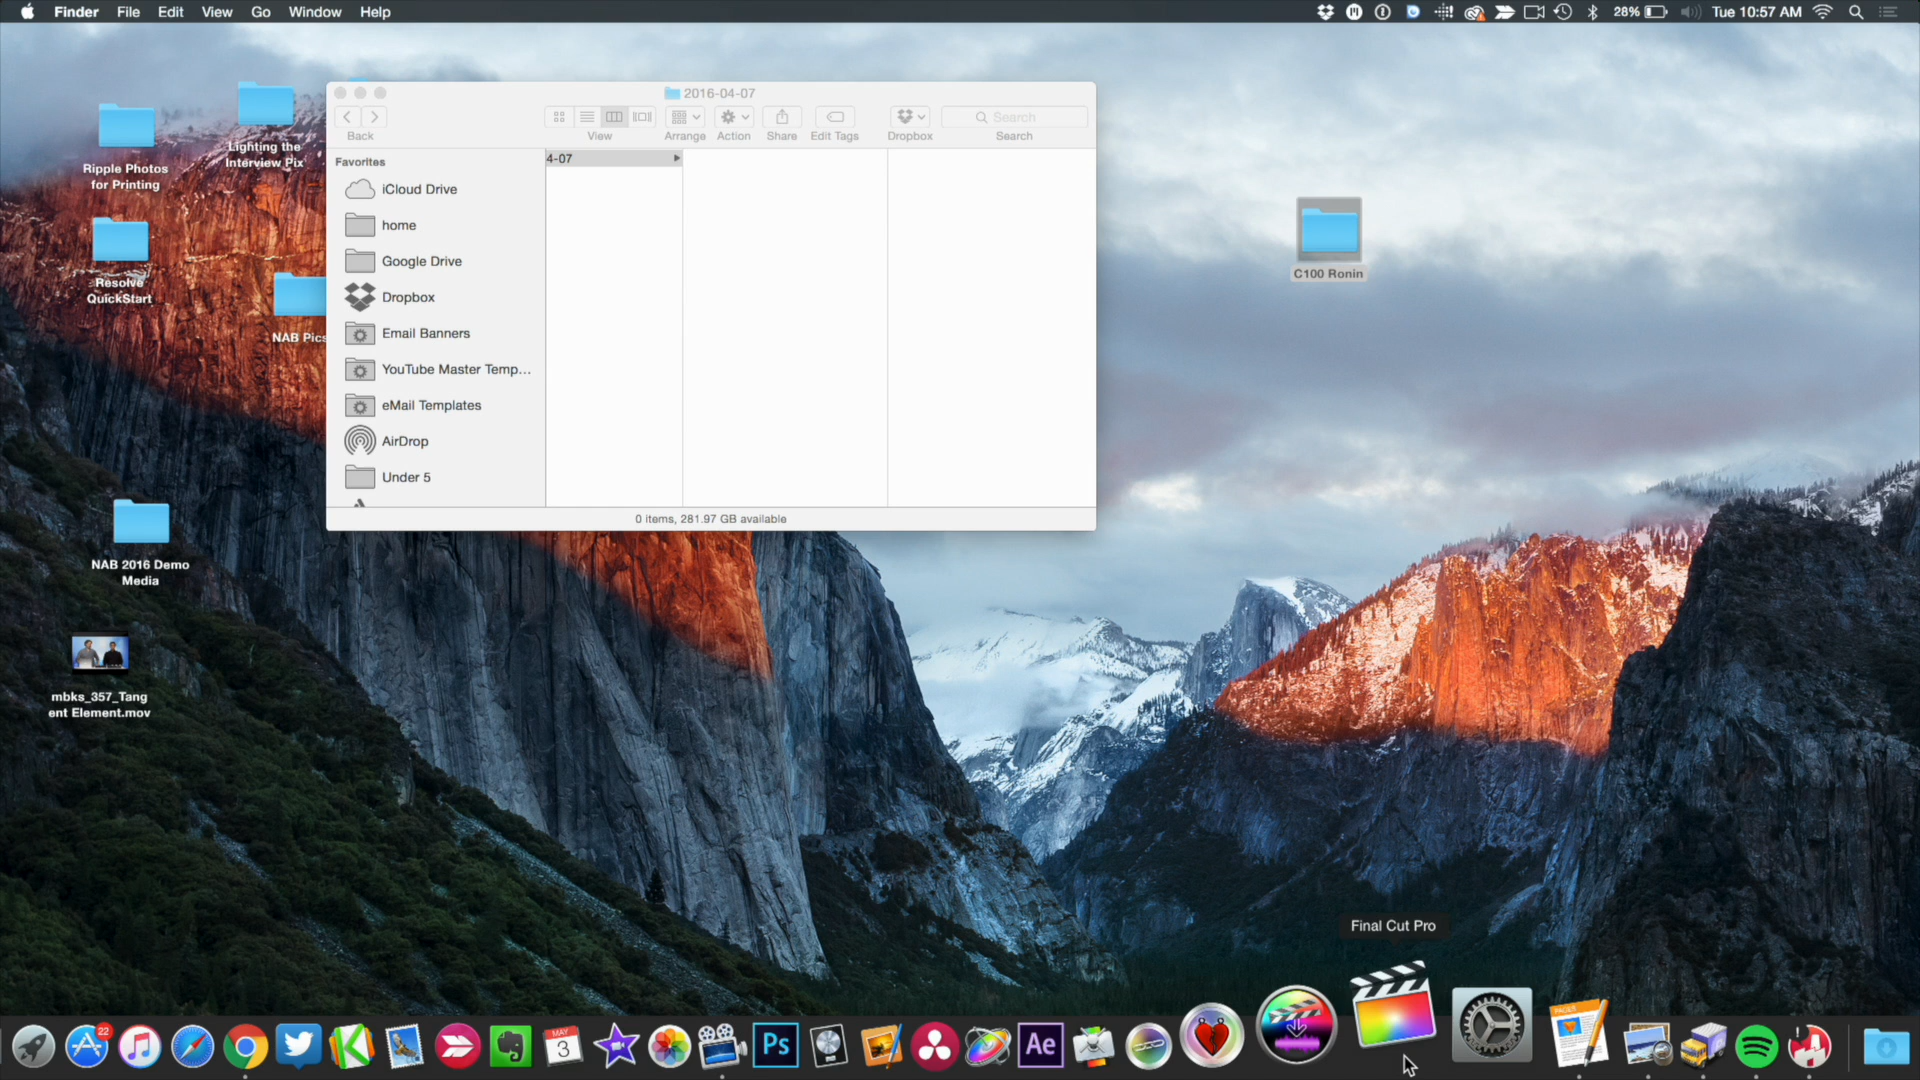 Finder File Edit View Go Window Help
28% Tue 10:57 AM
2016-04-07
Back
View
Arrange
Action
Share
Edit Tags
Dropbox
Search
Search
Favorites
iCloud Drive
home
Google Drive
Dropbox
Email Banners
YouTube Master Temp...
eMail Templates
AirDrop
Under 5
4-07
0 items, 281.97 GB available
Ripple Photos
for Printing
Lighting the
Interview Pix
Resolve
QuickStart
NAB Pics
NAB 2016 Demo
Media
mbks_357_Tang
ent Element.mov
C100 Ronin
Final Cut Pro
22
MAY
3
Ps
Ae
PAGES